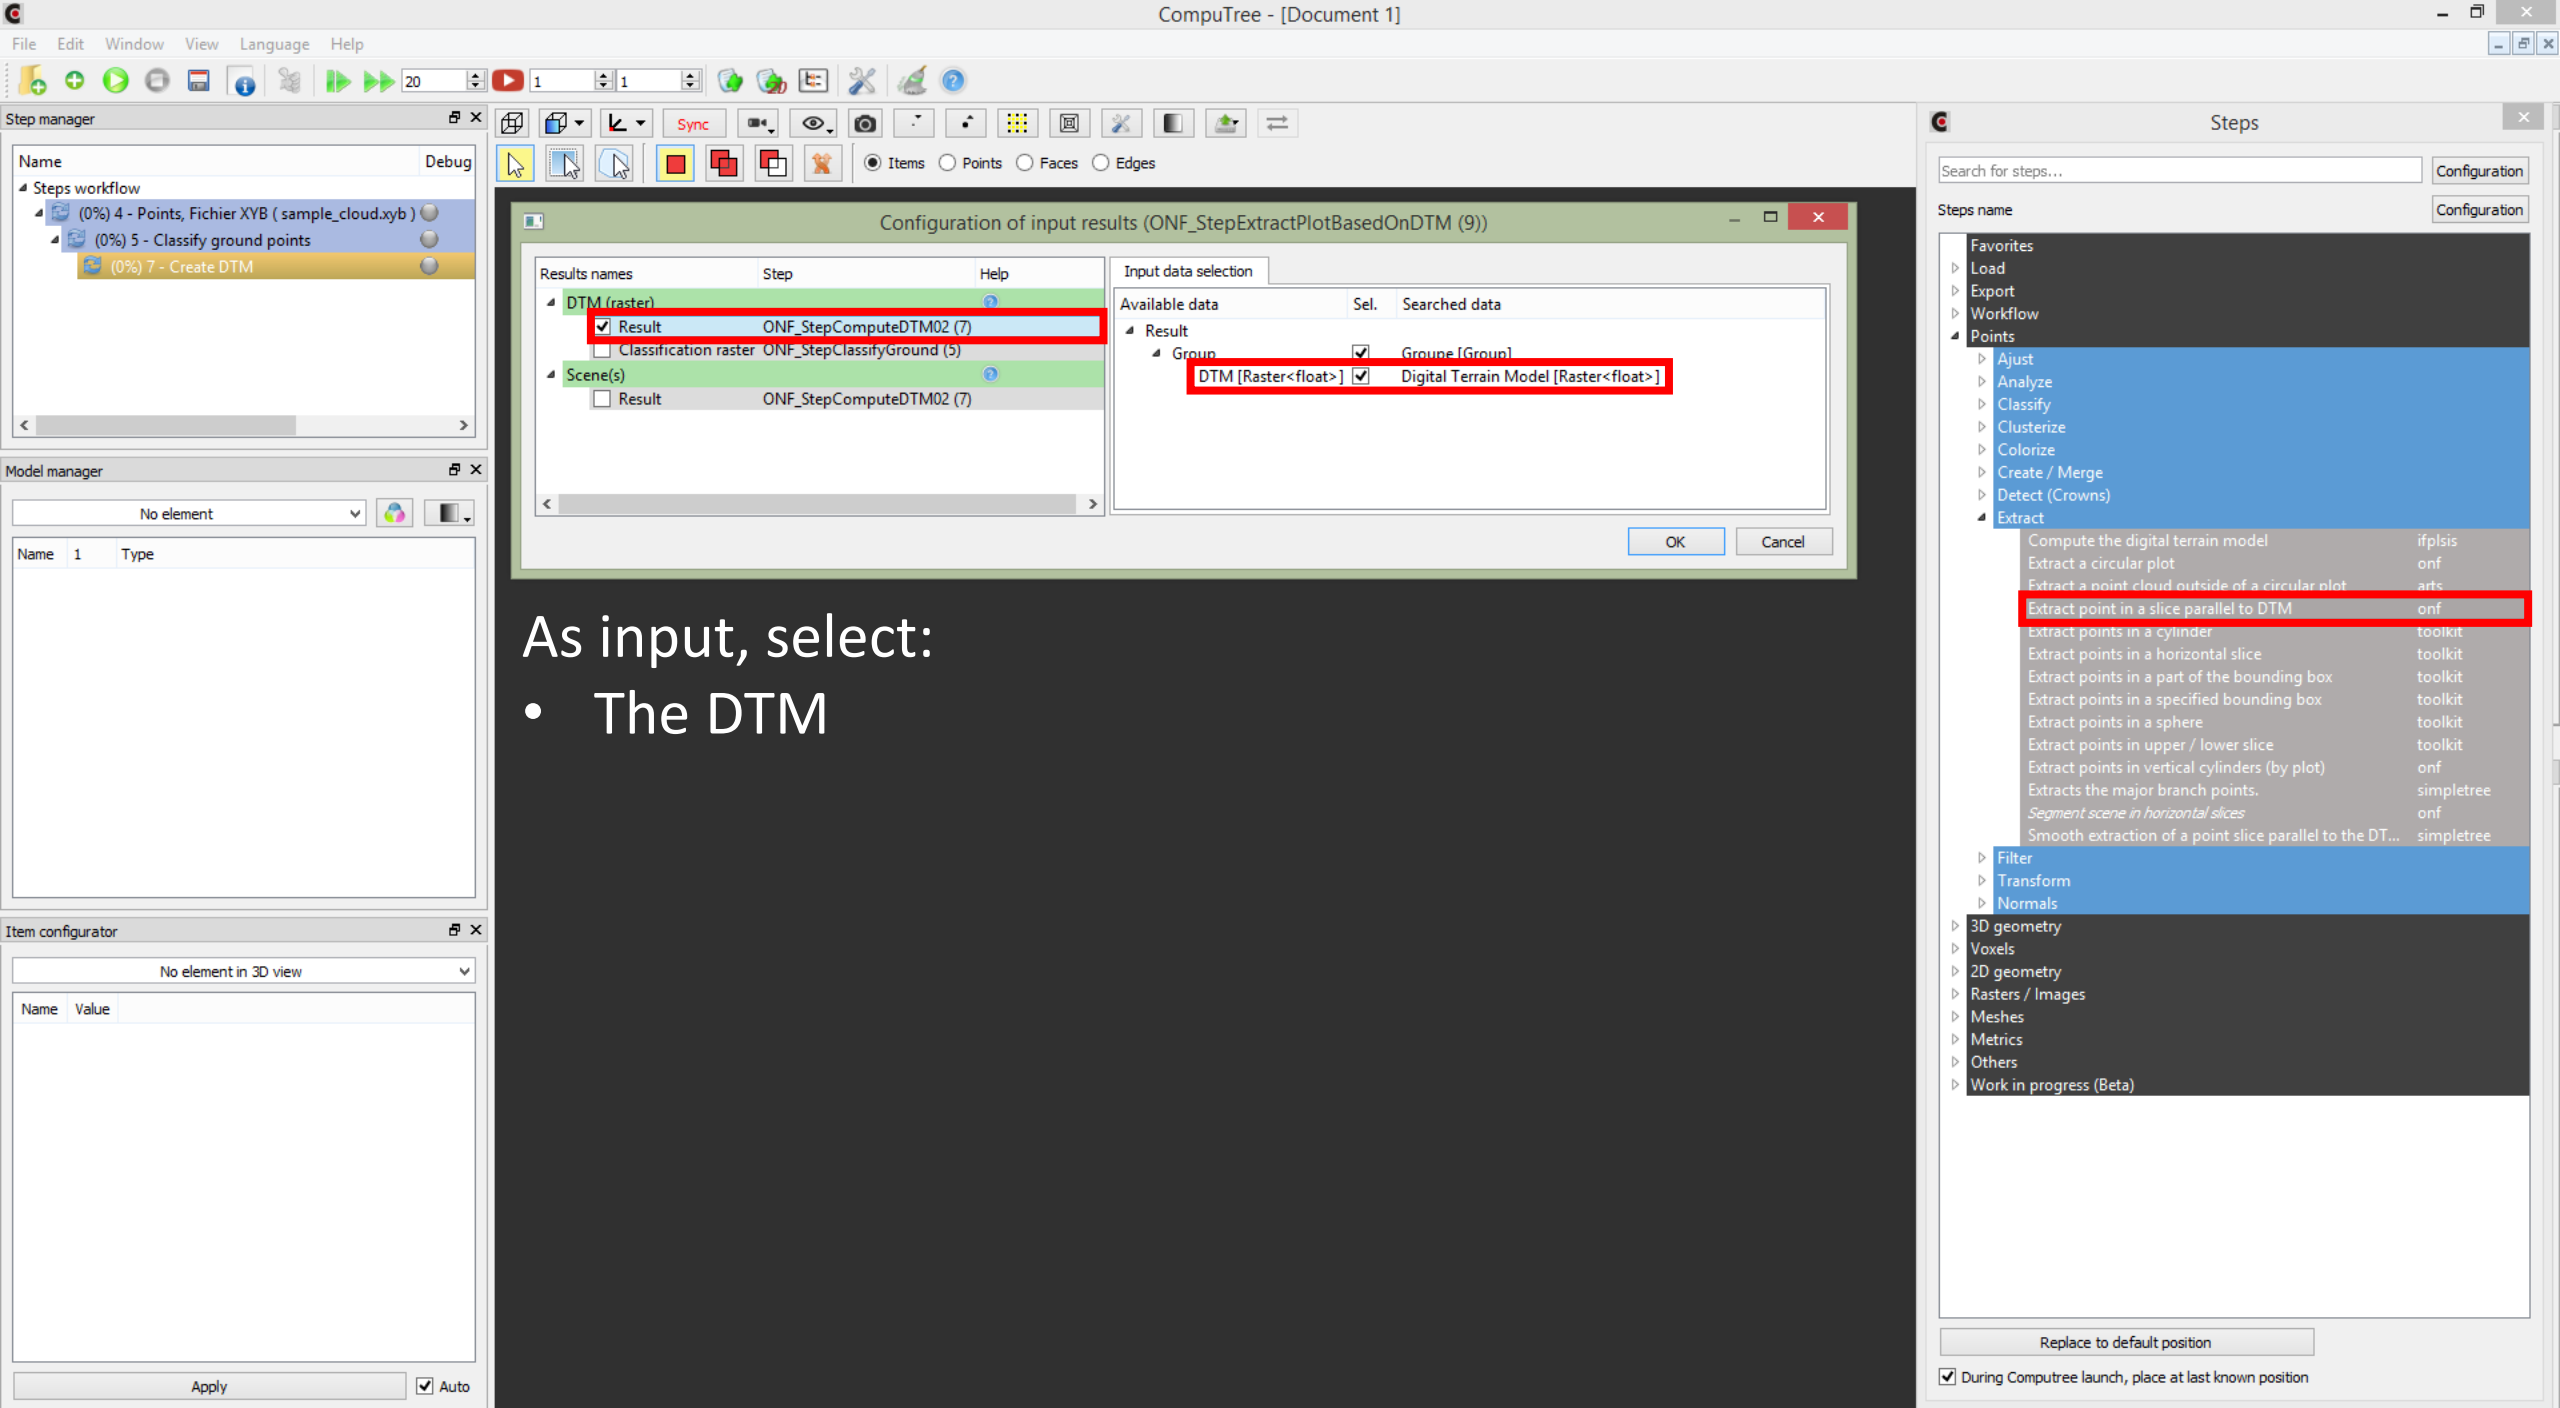 CompuTree - [Document 1]
File Edit Window View Language Help
20 1 1
Step manager
Name Debug
Steps workflow
(0%) 4 - Points, Fichier XYB ( sample_cloud.xyb )
(0%) 5 - Classify ground points
(0%) 7 - Create DTM
Model manager
No element
Name 1 Type
Item configurator
No element in 3D view
Name Value
Apply Auto
Sync
Items Points Faces Edges
Configuration of input results (ONF_StepExtractPlotBasedOnDTM (9))
Results names Step Help
DTM (raster)
Result ONF_StepComputeDTM02 (7)
Classification raster ONF_StepClassifyGround (5)
Scene(s)
Result ONF_StepComputeDTM02 (7)
Input data selection
Available data Sel. Searched data
Result
Group Groupe [Group]
DTM [Raster<float>] Digital Terrain Model [Raster<float>]
OK Cancel
As input, select:
• The DTM
Steps
Search for steps... Configuration
Steps name Configuration
Favorites
Load
Export
Workflow
Points
Ajust
Analyze
Classify
Clusterize
Colorize
Create / Merge
Detect (Crowns)
Extract
Compute the digital terrain model ifplsis
Extract a circular plot onf
Extract a point cloud outside of a circular plot arts
Extract point in a slice parallel to DTM onf
Extract points in a cylinder toolkit
Extract points in a horizontal slice toolkit
Extract points in a part of the bounding box toolkit
Extract points in a specified bounding box toolkit
Extract points in a sphere toolkit
Extract points in upper / lower slice toolkit
Extract points in vertical cylinders (by plot) onf
Extracts the major branch points. simpletree
Segment scene in horizontal slices onf
Smooth extraction of a point slice parallel to the DT... simpletree
Filter
Transform
Normals
3D geometry
Voxels
2D geometry
Rasters / Images
Meshes
Metrics
Others
Work in progress (Beta)
Replace to default position
During Computree launch, place at last known position